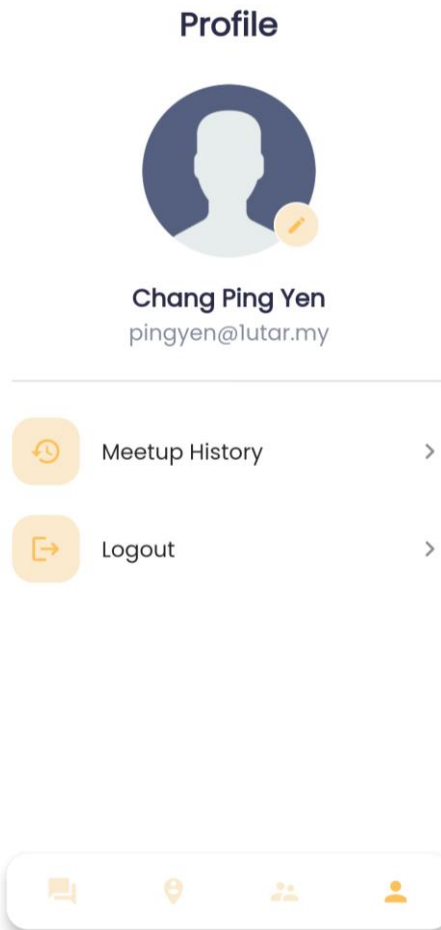 Profile
Chang Ping Yen
pingyen@1utar.my
Meetup History
Logout